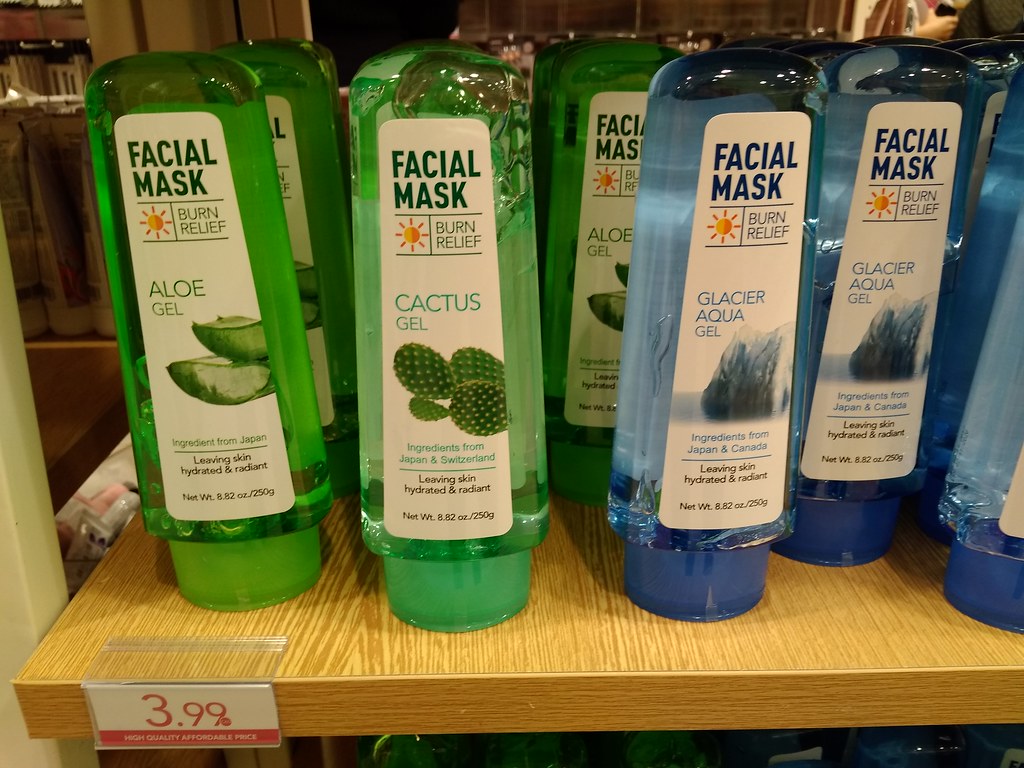 FACIAL
MASK
BURN
RELIEF
ALOE
GEL
Ingredient from Japan
Leaving skin
hydrated & radiant
Net Wt. 8.82 oz./250g
FACIAL
MASK
BURN
RELIEF
CACTUS
GEL
Ingredients from
Japan & Switzerland
Leaving skin
hydrated & radiant
Net Wt. 8.82 oz./250g
ALOE
GEL
FACIAL
MASK
BURN
RELIEF
GLACIER
AQUA
GEL
Ingredients from
Japan & Canada
Leaving skin
hydrated & radiant
Net Wt. 8.82 oz./250g
FACIAL
MASK
BURN
RELIEF
GLACIER
AQUA
GEL
Ingredients from
Japan & Canada
Leaving skin
hydrated & radiant
Net Wt. 8.82 oz./250g
3.99
HIGH QUALITY AFFORDABLE PRICE